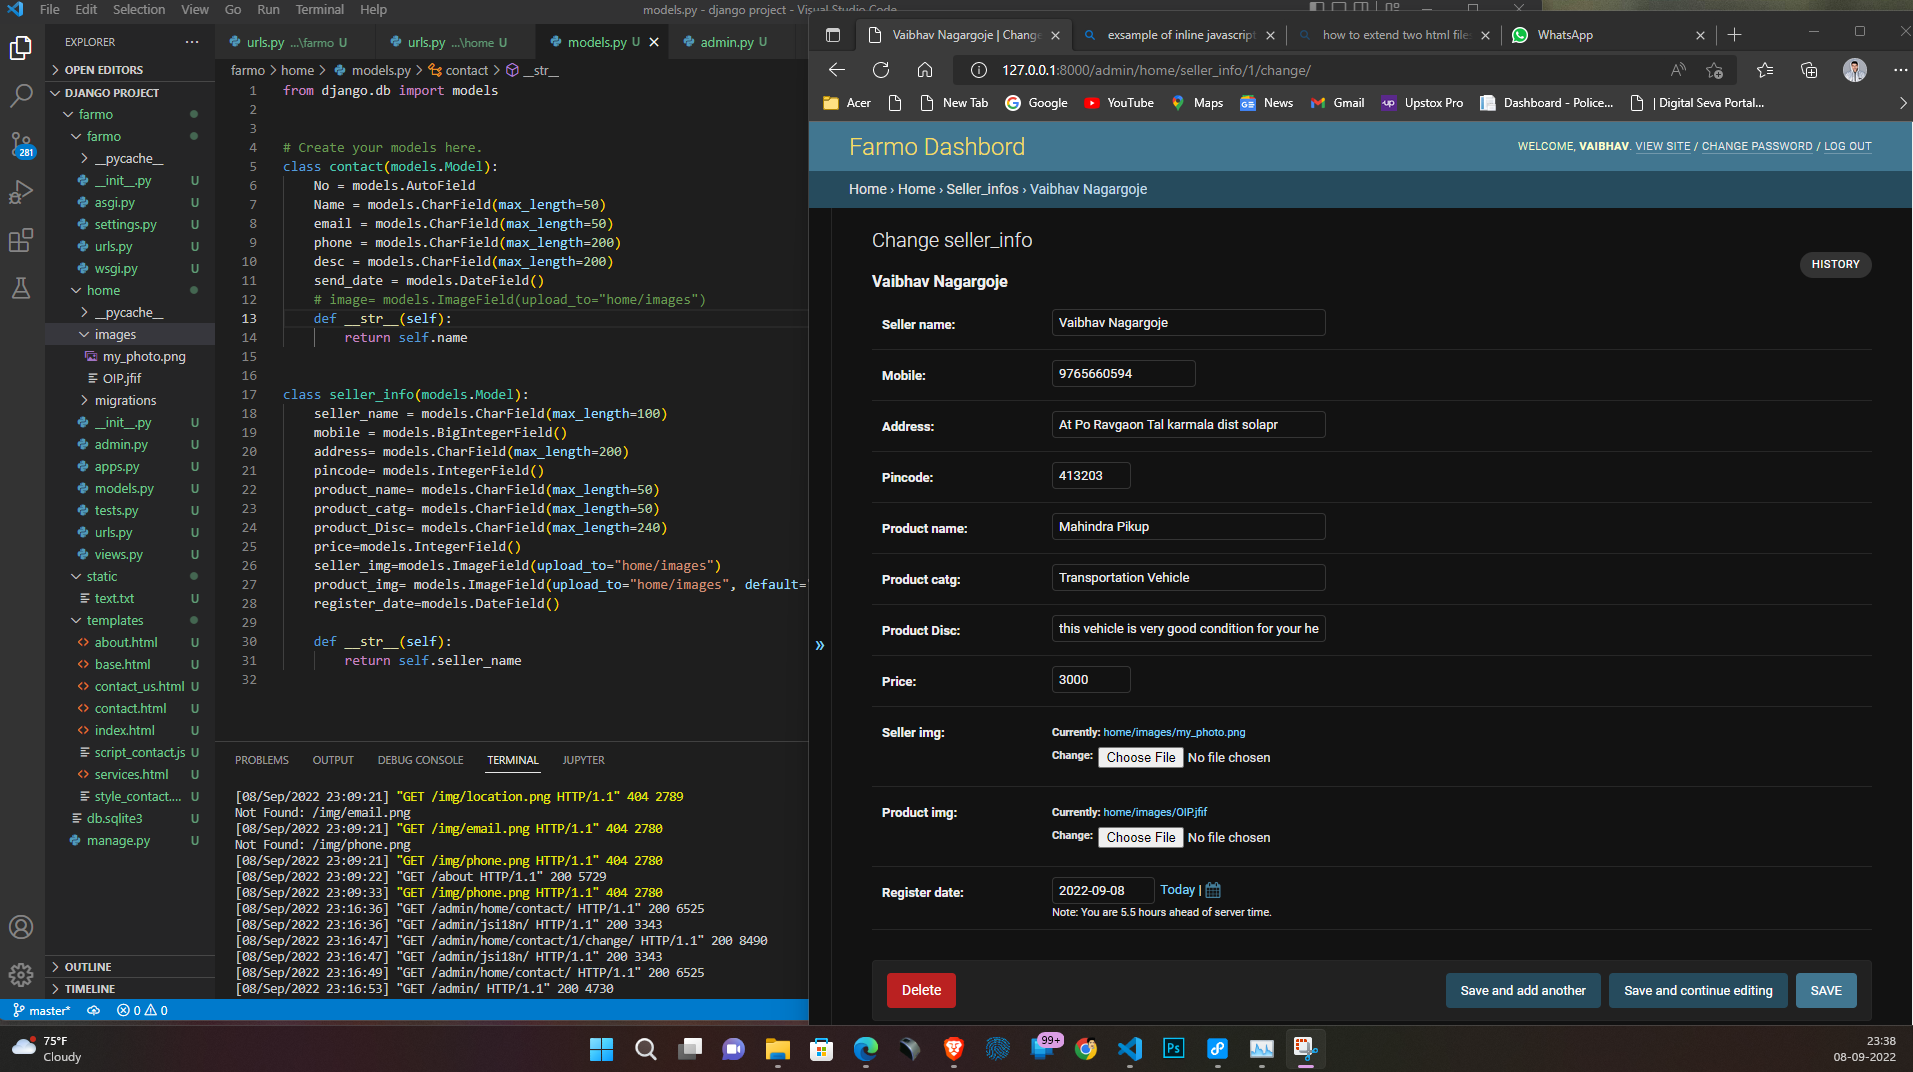 File Edit Selection View Go Run Terminal Help
models.py - django project - Visual Studio Code
EXPLORER
OPEN EDITORS
DJANGO PROJECT
farmo
farmo
__pycache__
__init__.py U
asgi.py U
settings.py U
urls.py U
wsgi.py U
home
__pycache__
images
my_photo.png
OIP.jfif
migrations
__init__.py U
admin.py U
apps.py U
models.py U
tests.py U
urls.py U
views.py U
static
text.txt U
templates
about.html U
base.html U
contact_us.html U
contact.html U
index.html U
script_contact.js U
services.html U
style_contact.... U
db.sqlite3 U
manage.py U
OUTLINE
TIMELINE
281
urls.py ...\farmo U urls.py ...\home U models.py U admin.py U
farmo > home > models.py > contact > __str__
1 from django.db import models
2
3
4 # Create your models here.
5 class contact(models.Model):
6 No = models.AutoField
7 Name = models.CharField(max_length=50)
8 email = models.CharField(max_length=50)
9 phone = models.CharField(max_length=200)
10 desc = models.CharField(max_length=200)
11 send_date = models.DateField()
12 # image= models.ImageField(upload_to="home/images")
13 def __str__(self):
14 return self.name
15
16
17 class seller_info(models.Model):
18 seller_name = models.CharField(max_length=100)
19 mobile = models.BigIntegerField()
20 address= models.CharField(max_length=200)
21 pincode= models.IntegerField()
22 product_name= models.CharField(max_length=50)
23 product_catg= models.CharField(max_length=50)
24 product_Disc= models.CharField(max_length=240)
25 price=models.IntegerField()
26 seller_img=models.ImageField(upload_to="home/images")
27 product_img= models.ImageField(upload_to="home/images", default="
28 register_date=models.DateField()
29
30 def __str__(self):
31 return self.seller_name
32
PROBLEMS OUTPUT DEBUG CONSOLE TERMINAL JUPYTER
[08/Sep/2022 23:09:21] "GET /img/location.png HTTP/1.1" 404 2789
Not Found: /img/email.png
[08/Sep/2022 23:09:21] "GET /img/email.png HTTP/1.1" 404 2780
Not Found: /img/phone.png
[08/Sep/2022 23:09:21] "GET /img/phone.png HTTP/1.1" 404 2780
[08/Sep/2022 23:09:22] "GET /about HTTP/1.1" 200 5729
[08/Sep/2022 23:09:33] "GET /img/phone.png HTTP/1.1" 404 2780
[08/Sep/2022 23:16:36] "GET /admin/home/contact/ HTTP/1.1" 200 6525
[08/Sep/2022 23:16:36] "GET /admin/jsi18n/ HTTP/1.1" 200 3343
[08/Sep/2022 23:16:47] "GET /admin/home/contact/1/change/ HTTP/1.1" 200 8490
[08/Sep/2022 23:16:47] "GET /admin/jsi18n/ HTTP/1.1" 200 3343
[08/Sep/2022 23:16:49] "GET /admin/home/contact/ HTTP/1.1" 200 6525
[08/Sep/2022 23:16:53] "GET /admin/ HTTP/1.1" 200 4730
master* 0 0
Vaibhav Nagargoje | Change exsample of inline javascript how to extend two html file WhatsApp
127.0.0.1:8000/admin/home/seller_info/1/change/
Acer New Tab Google YouTube Maps News Gmail Upstox Pro Dashboard - Police... | Digital Seva Portal...
Farmo Dashbord
WELCOME, VAIBHAV. VIEW SITE / CHANGE PASSWORD / LOG OUT
Home › Home › Seller_infos › Vaibhav Nagargoje
»
Change seller_info
HISTORY
Vaibhav Nagargoje
Seller name: Vaibhav Nagargoje
Mobile: 9765660594
Address: At Po Ravgaon Tal karmala dist solapr
Pincode: 413203
Product name: Mahindra Pikup
Product catg: Transportation Vehicle
Product Disc: this vehicle is very good condition for your he
Price: 3000
Seller img: Currently: home/images/my_photo.png
Change: Choose File No file chosen
Product img: Currently: home/images/OIP.jfif
Change: Choose File No file chosen
Register date: 2022-09-08 Today |
Note: You are 5.5 hours ahead of server time.
Delete Save and add another Save and continue editing SAVE
75°F
Cloudy
99+
Ps
23:38
08-09-2022